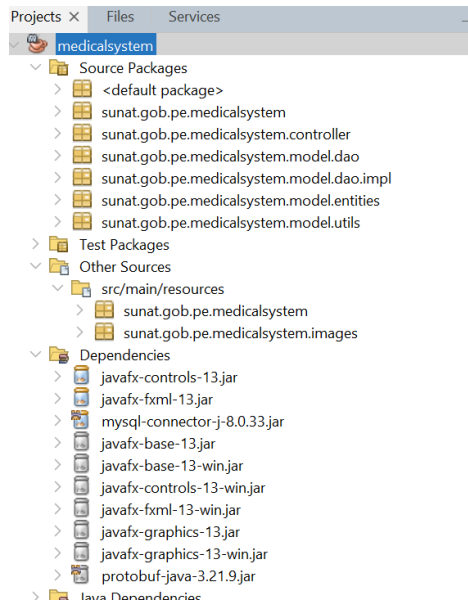 Projects × Files Services
medicalsystem
Source Packages
<default package>
sunat.gob.pe.medicalsystem
sunat.gob.pe.medicalsystem.controller
sunat.gob.pe.medicalsystem.model.dao
sunat.gob.pe.medicalsystem.model.dao.impl
sunat.gob.pe.medicalsystem.model.entities
sunat.gob.pe.medicalsystem.model.utils
Test Packages
Other Sources
src/main/resources
sunat.gob.pe.medicalsystem
sunat.gob.pe.medicalsystem.images
Dependencies
javafx-controls-13.jar
javafx-fxml-13.jar
mysql-connector-j-8.0.33.jar
javafx-base-13.jar
javafx-base-13-win.jar
javafx-controls-13-win.jar
javafx-fxml-13-win.jar
javafx-graphics-13.jar
javafx-graphics-13-win.jar
protobuf-java-3.21.9.jar
Java Dependencies